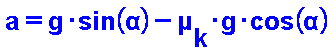 a = g·sin(α) − μk·g·cos(α)